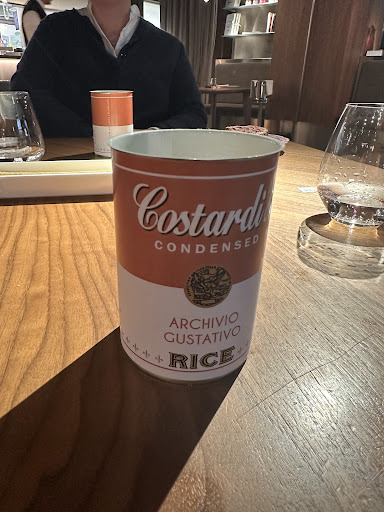 Costardi
CONDENSED
ARCHIVIO
GUSTATIVO
RICE